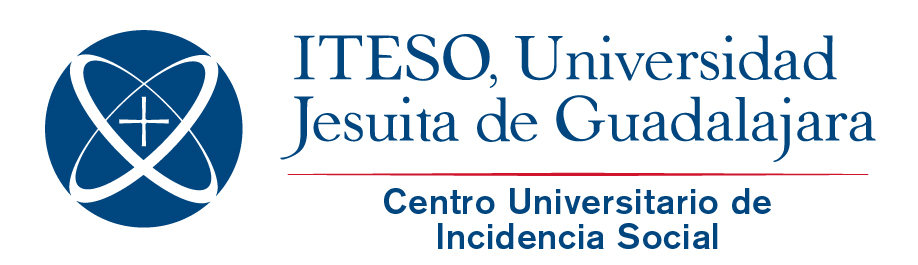 ITESO, Universidad
Jesuita de Guadalajara
Centro Universitario de
Incidencia Social